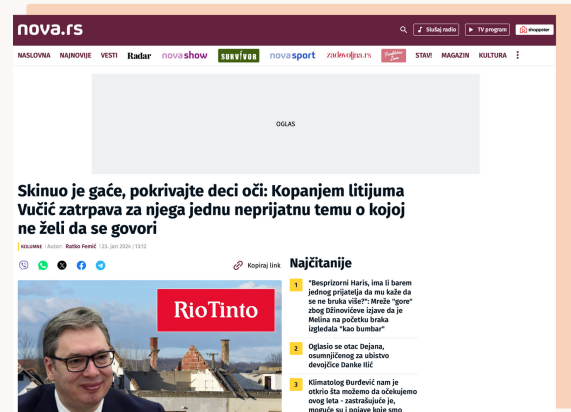 nova.rs
Slušaj radio
TV program
shoppster
NASLOVNA NAJNOVIJE VESTI Radar novashow SURVIVOR novasport zadovoljna.rs STAV! MAGAZIN KULTURA
OGLAS
Skinuo je gaće, pokrivajte deci oči: Kopanjem litijuma
Vučić zatrpava za njega jednu neprijatnu temu o kojoj
ne želi da se govori
KOLUMNE | Autor: Ratko Femić | 23. jan 2024 | 13:12
Kopiraj link
RioTinto
Najčitanije
1 "Besprizorni Haris, ima li barem
jednog prijatelja da mu kaže da
se ne bruka više?": Mreže "gore"
zbog Džinovićeve izjave da je
Melina na početku braka
izgledala "kao bumbar"
2 Oglasio se otac Dejana,
osumnjičenog za ubistvo
devojčice Danke Ilić
3 Klimatolog Đurđević nam je
otkrio šta možemo da očekujemo
ovog leta - zastrašujuće je,
moguće su i pojave koje smo